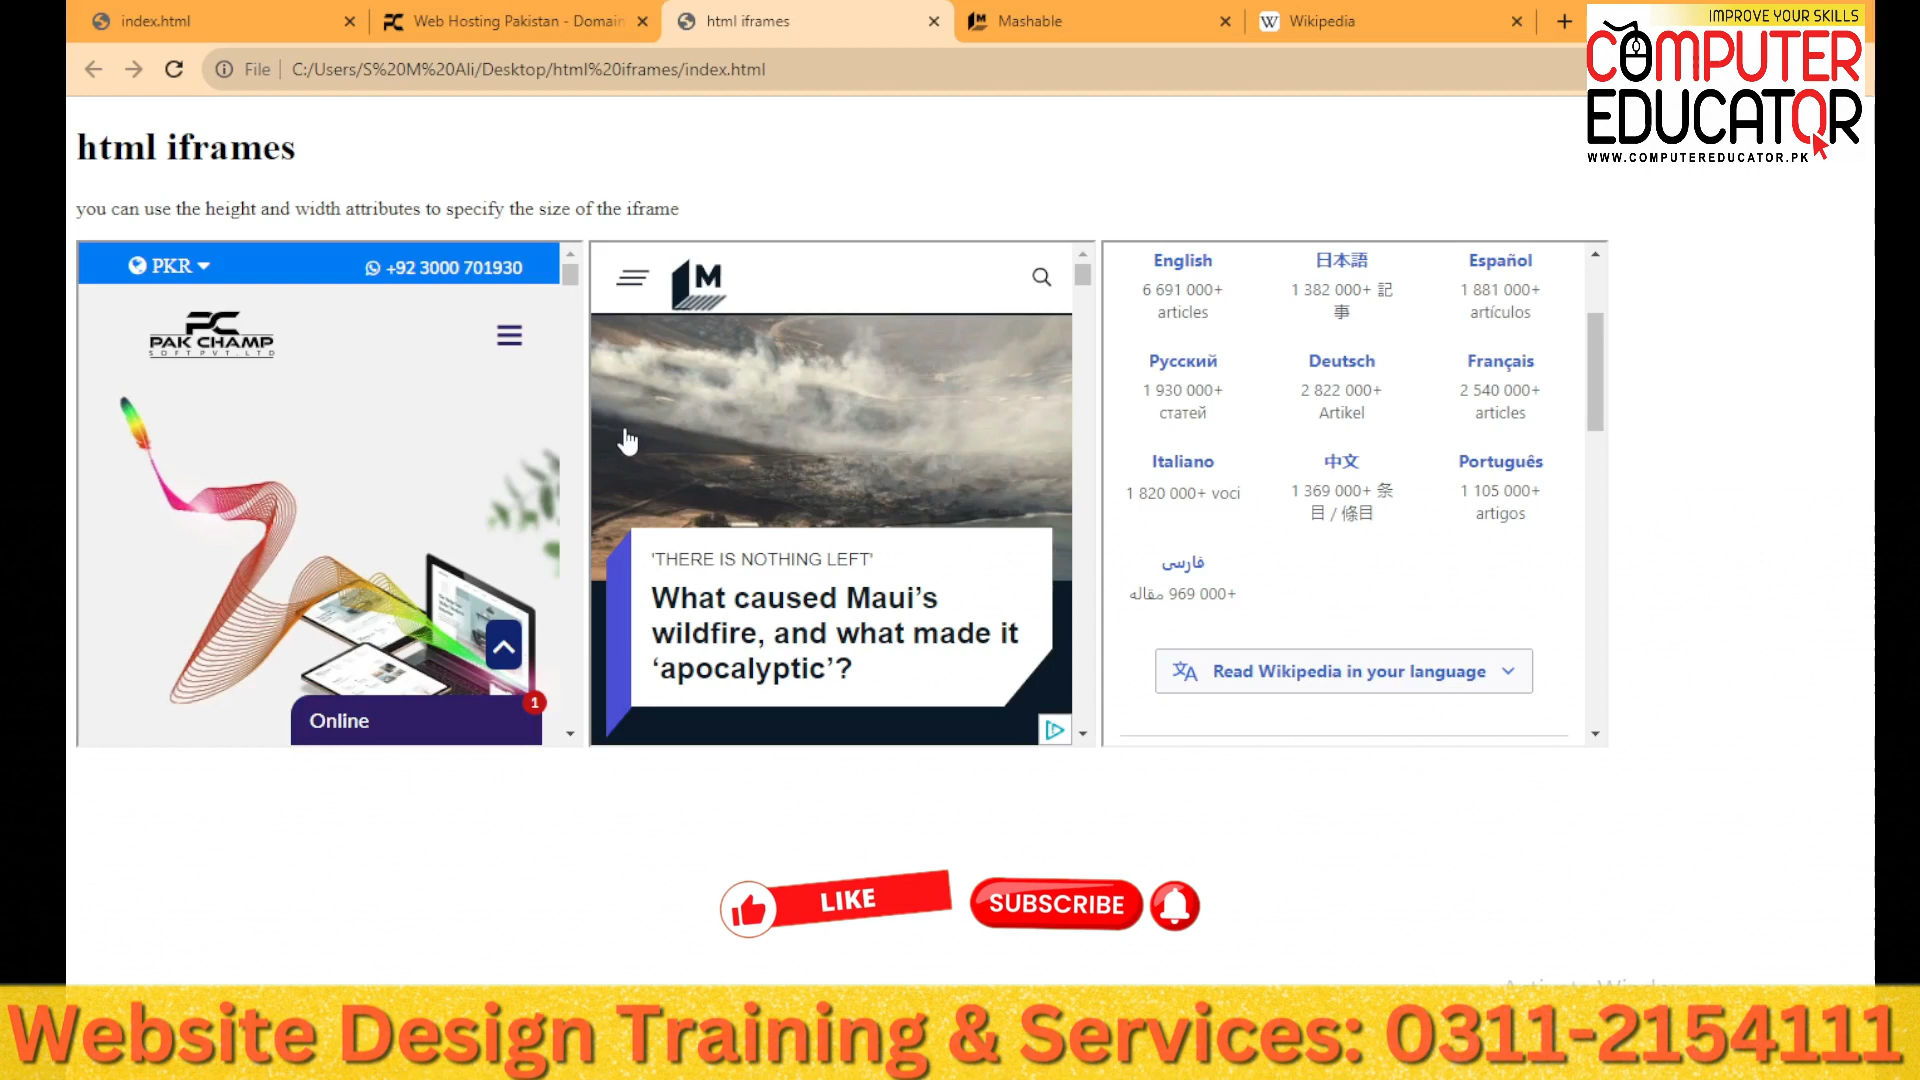 index.html
Web Hosting Pakistan - Domain
html iframes
Mashable
Wikipedia
IMPROVE YOUR SKILLS
COMPUTER
EDUCATOR
WWW.COMPUTEREDUCATOR.PK
File
C:/Users/S%20M%20Ali/Desktop/html%20iframes/index.html
html iframes
you can use the height and width attributes to specify the size of the iframe
PKR
+92 3000 701930
PC
PAK CHAMP
SOFT PVT. LTD
Online
1
M
'THERE IS NOTHING LEFT'
What caused Maui’s
wildfire, and what made it
‘apocalyptic’?
English
6 691 000+
articles
日本語
1 382 000+ 記
事
Español
1 881 000+
artículos
Русский
1 930 000+
статей
Deutsch
2 822 000+
Artikel
Français
2 540 000+
articles
Italiano
1 820 000+ voci
中文
1 369 000+ 条
目 / 條目
Português
1 105 000+
artigos
فارسی
969 000+ مقاله
Read Wikipedia in your language
LIKE
SUBSCRIBE
Website Design Training & Services: 0311-2154111